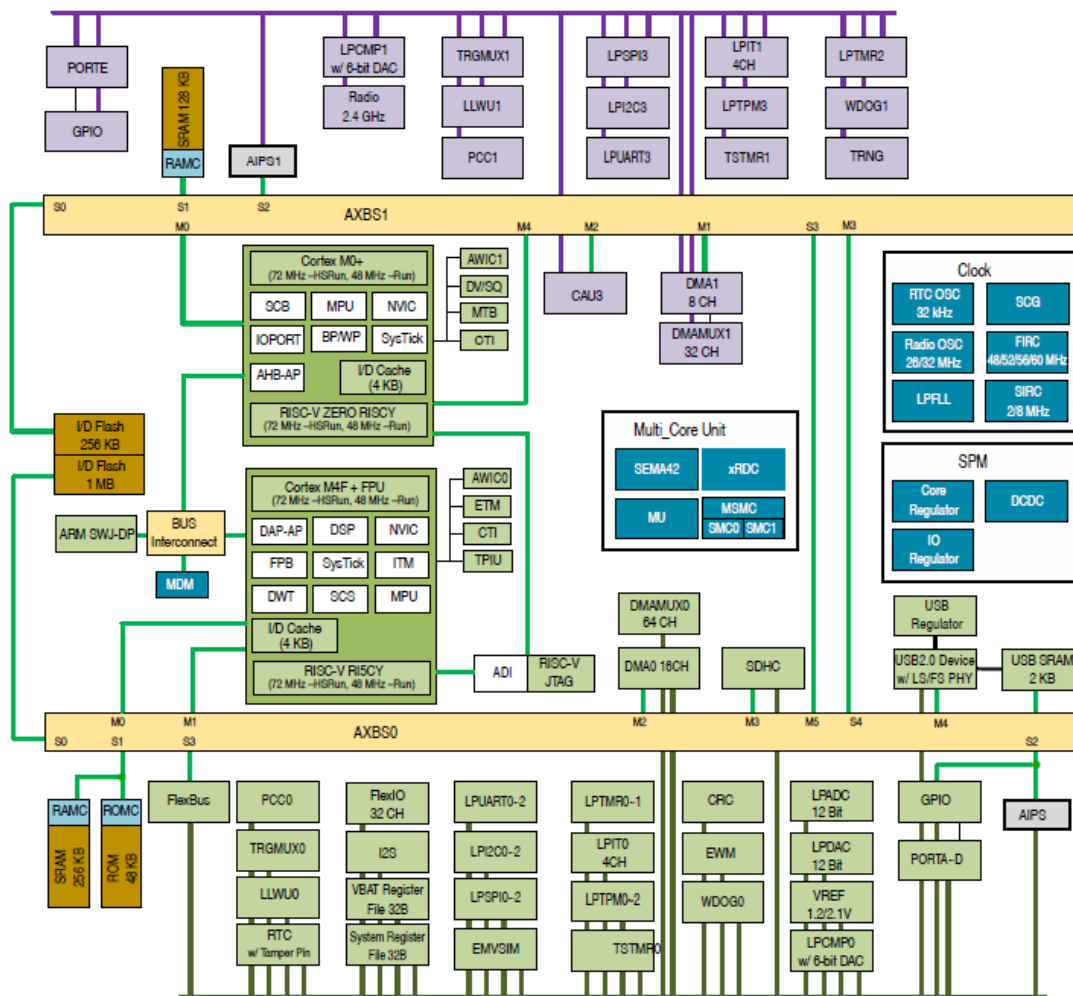 PORTE
GPIO
SRAM 128 KB
RAMC
AIPS1
LPCMP1
w/ 6-bit DAC
Radio
2.4 GHz
TRGMUX1
LLWU1
PCC1
LPSPI3
LPI2C3
LPUART3
LPIT1
4CH
LPTPM3
TSTMR1
LPTMR2
WDOG1
TRNG
S0
S1
S2
AXBS1
M0
M4
M2
M1
S3
M3
Cortex M0+
(72 MHz –HSRun, 48 MHz –Run)
SCB
MPU
NVIC
IOPORT
BP/WP
SysTick
AHB-AP
I/D Cache
(4 KB)
RISC-V ZERO RISCY
(72 MHz –HSRun, 48 MHz –Run)
AWIC1
DV/SQ
MTB
CTI
CAU3
DMA1
8 CH
DMAMUX1
32 CH
Clock
RTC OSC
32 kHz
SCG
Radio OSC
26/32 MHz
FIRC
48/52/56/60 MHz
LPFLL
SIRC
2/8 MHz
I/D Flash
256 KB
I/D Flash
1 MB
Multi_Core Unit
SEMA42
xRDC
MU
MSMC
SMC0
SMC1
SPM
Core
Regulator
DCDC
IO
Regulator
ARM SWJ-DP
BUS
Interconnect
MDM
Cortex M4F + FPU
(72 MHz –HSRun, 48 MHz –Run)
DAP-AP
DSP
NVIC
FPB
SysTick
ITM
DWT
SCS
MPU
I/D Cache
(4 KB)
RISC-V RI5CY
(72 MHz –HSRun, 48 MHz –Run)
AWIC0
ETM
CTI
TPIU
ADI
RISC-V
JTAG
DMAMUX0
64 CH
DMA0 16CH
SDHC
USB
Regulator
USB2.0 Device
w/ LS/FS PHY
USB SRAM
2 KB
M0
M1
M2
M3
M5
S4
M4
S0
S1
S3
AXBS0
S2
RAMC
SRAM
256 KB
ROMC
ROM
48 KB
FlexBus
PCC0
TRGMUX0
LLWU0
RTC
w/ Tamper Pin
FlexIO
32 CH
I2S
VBAT Register
File 32B
System Register
File 32B
LPUART0-2
LPI2C0-2
LPSPI0-2
EMVSIM
LPTMR0-1
LPIT0
4CH
LPTPM0-2
TSTMR0
CRC
EWM
WDOG0
LPADC
12 Bit
LPDAC
12 Bit
VREF
1.2/2.1V
LPCMP0
w/ 6-bit DAC
GPIO
PORTA-D
AIPS